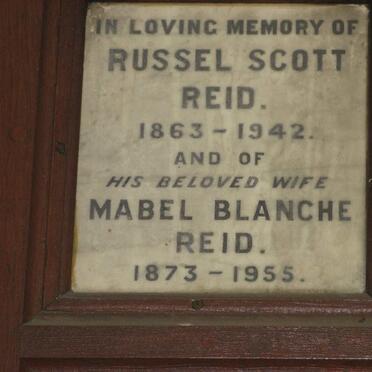 IN LOVING MEMORY OF
RUSSEL SCOTT
REID.
1863 - 1942.
AND OF
HIS BELOVED WIFE
MABEL BLANCHE
REID.
1873 - 1955.